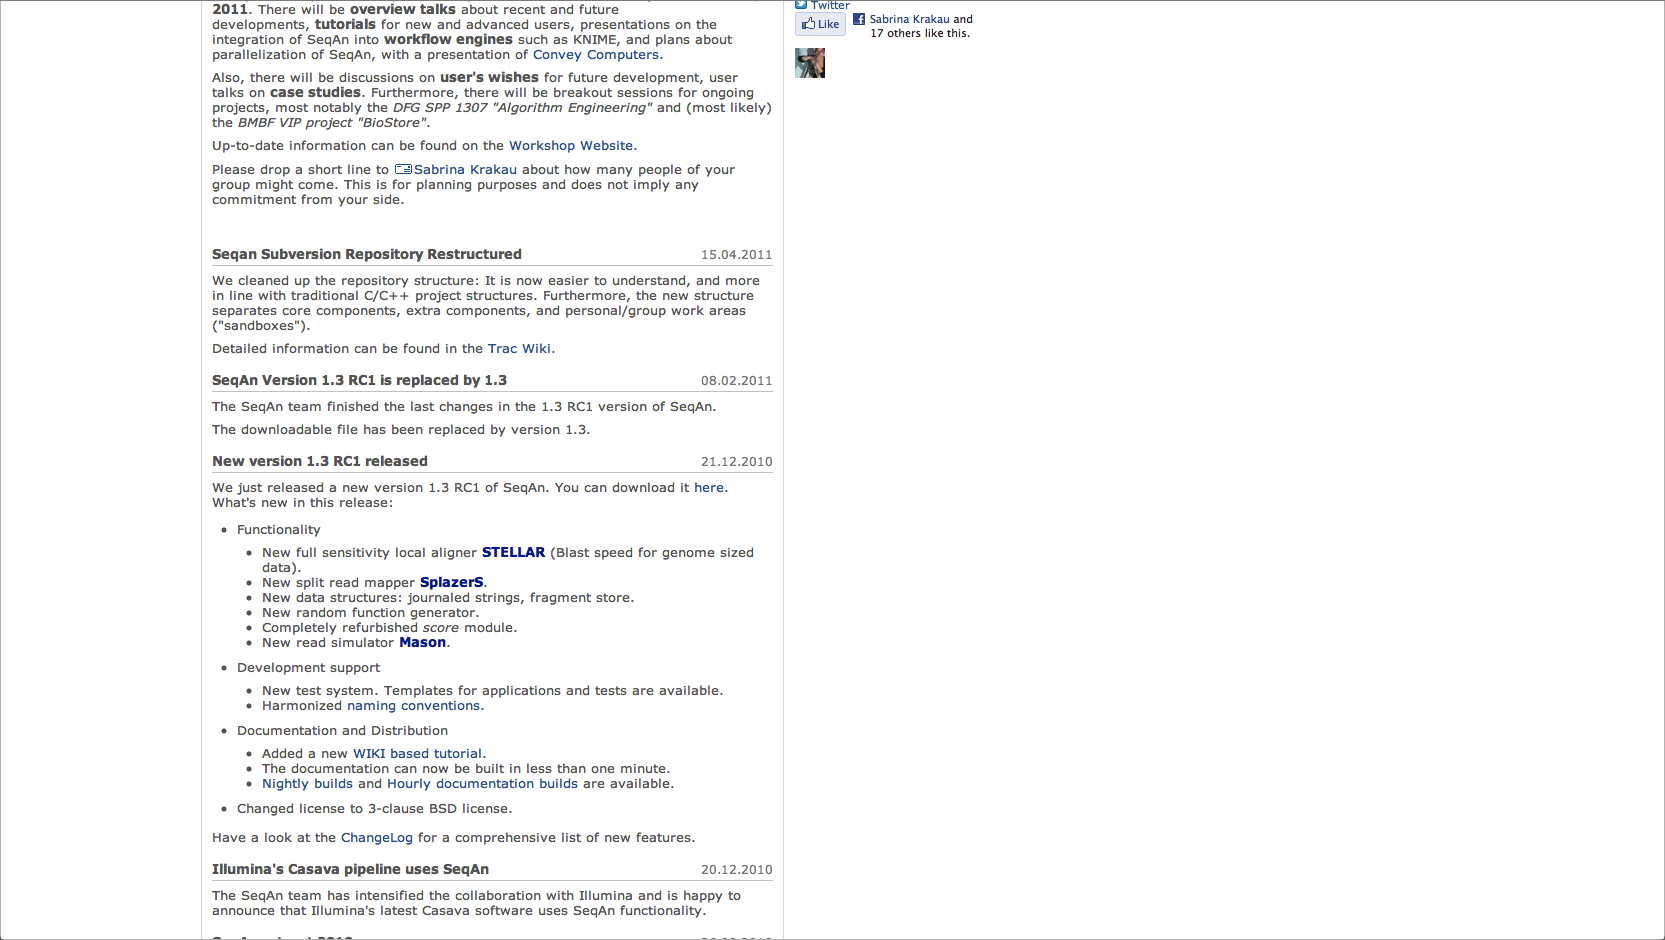 2011. There will be overview talks about recent and future
developments, tutorials for new and advanced users, presentations on the
integration of SeqAn into workflow engines such as KNIME, and plans about
parallelization of SeqAn, with a presentation of Convey Computers.
Also, there will be discussions on user's wishes for future development, user
talks on case studies. Furthermore, there will be breakout sessions for ongoing
projects, most notably the DFG SPP 1307 "Algorithm Engineering" and (most likely)
the BMBF VIP project "BioStore".
Up-to-date information can be found on the Workshop Website.
Please drop a short line to Sabrina Krakau about how many people of your
group might come. This is for planning purposes and does not imply any
commitment from your side.
Seqan Subversion Repository Restructured 15.04.2011
We cleaned up the repository structure: It is now easier to understand, and more
in line with traditional C/C++ project structures. Furthermore, the new structure
separates core components, extra components, and personal/group work areas
("sandboxes").
Detailed information can be found in the Trac Wiki.
SeqAn Version 1.3 RC1 is replaced by 1.3 08.02.2011
The SeqAn team finished the last changes in the 1.3 RC1 version of SeqAn.
The downloadable file has been replaced by version 1.3.
New version 1.3 RC1 released 21.12.2010
We just released a new version 1.3 RC1 of SeqAn. You can download it here.
What's new in this release:
• Functionality
• New full sensitivity local aligner STELLAR (Blast speed for genome sized
data).
• New split read mapper SplazerS.
• New data structures: journaled strings, fragment store.
• New random function generator.
• Completely refurbished score module.
• New read simulator Mason.
• Development support
• New test system. Templates for applications and tests are available.
• Harmonized naming conventions.
• Documentation and Distribution
• Added a new WIKI based tutorial.
• The documentation can now be built in less than one minute.
• Nightly builds and Hourly documentation builds are available.
• Changed license to 3-clause BSD license.
Have a look at the ChangeLog for a comprehensive list of new features.
Illumina's Casava pipeline uses SeqAn 20.12.2010
The SeqAn team has intensified the collaboration with Illumina and is happy to
announce that Illumina's latest Casava software uses SeqAn functionality.
Twitter
Like
Sabrina Krakau and
17 others like this.